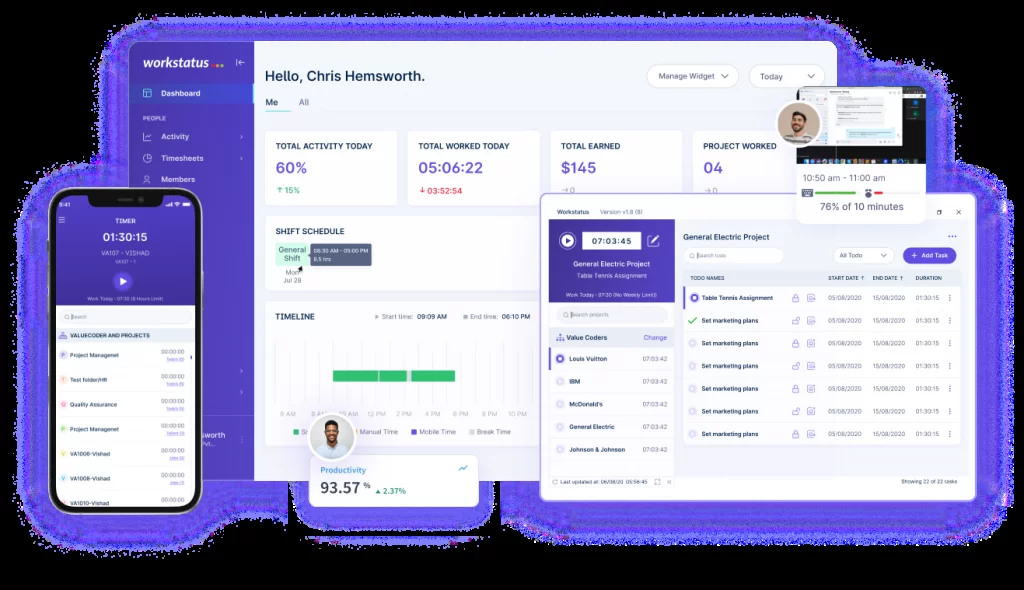 workstatus
Dashboard
PEOPLE
Activity
Timesheets
Members
Hello, Chris Hemsworth.
Manage Widget
Today
Me
All
TOTAL ACTIVITY TODAY
60%
↑ 15%
TOTAL WORKED TODAY
05:06:22
↓ 03:52:54
TOTAL EARNED
$145
→ 0
PROJECT WORKED
04
→ 0
10:50 am - 11:00 am
76% of 10 minutes
SHIFT SCHEDULE
General
Shift
08:30 AM - 05:00 PM
8.5 hrs
Mon
Jul 28
TIMELINE
Start time: 09:09 AM
End time: 06:10 PM
6 AM 8 AM 10 AM 12 PM 2 PM 4 PM 6 PM 8 PM 10 PM
Manual Time
Mobile Time
Break Time
sworth
Productivity
93.57 %
▲ 2.37%
9:41
TIMER
01:30:15
VA107 - VISHAD
VA107 - 1
Work Today - 07:30 (8 Hours Limit)
Search
VALUECODER AND PROJECTS
Project Managenet
00:00:00
Test folder/HR
00:00:00
Quality Assurance
00:00:00
Project Managenet
00:00:00
VA1008-Vishad
00:00:00
VA1008-Vishad
00:00:00
VA1010-Vishad
00:00:00
Workstatus Version v1.8 (8)
07:03:45
General Electric Project
Table Tennis Assignment
Work Today - 07:30 (No Weekly Limit)
Search projects
Value Coders
Change
Louis Vuitton 07:03:42
IBM 07:03:42
McDonald's 07:03:42
General Electric 07:03:42
Johnson & Johnson 07:03:42
Last updated at: 06/08/20 05:56:45
General Electric Project
Search todo
All Todo
+ Add Task
TODO NAMES START DATE ↑ END DATE ↑ DURATION
Table Tennis Assignment 05/08/2020 15/08/2020 01:30:15
Set marketing plans 05/08/2020 15/08/2020 01:30:15
Set marketing plans 05/08/2020 15/08/2020 01:30:15
Set marketing plans 05/08/2020 15/08/2020 01:30:15
Set marketing plans 05/08/2020 15/08/2020 01:30:15
Set marketing plans 05/08/2020 15/08/2020 01:30:15
Set marketing plans 05/08/2020 15/08/2020 01:30:15
Showing 22 of 22 tasks